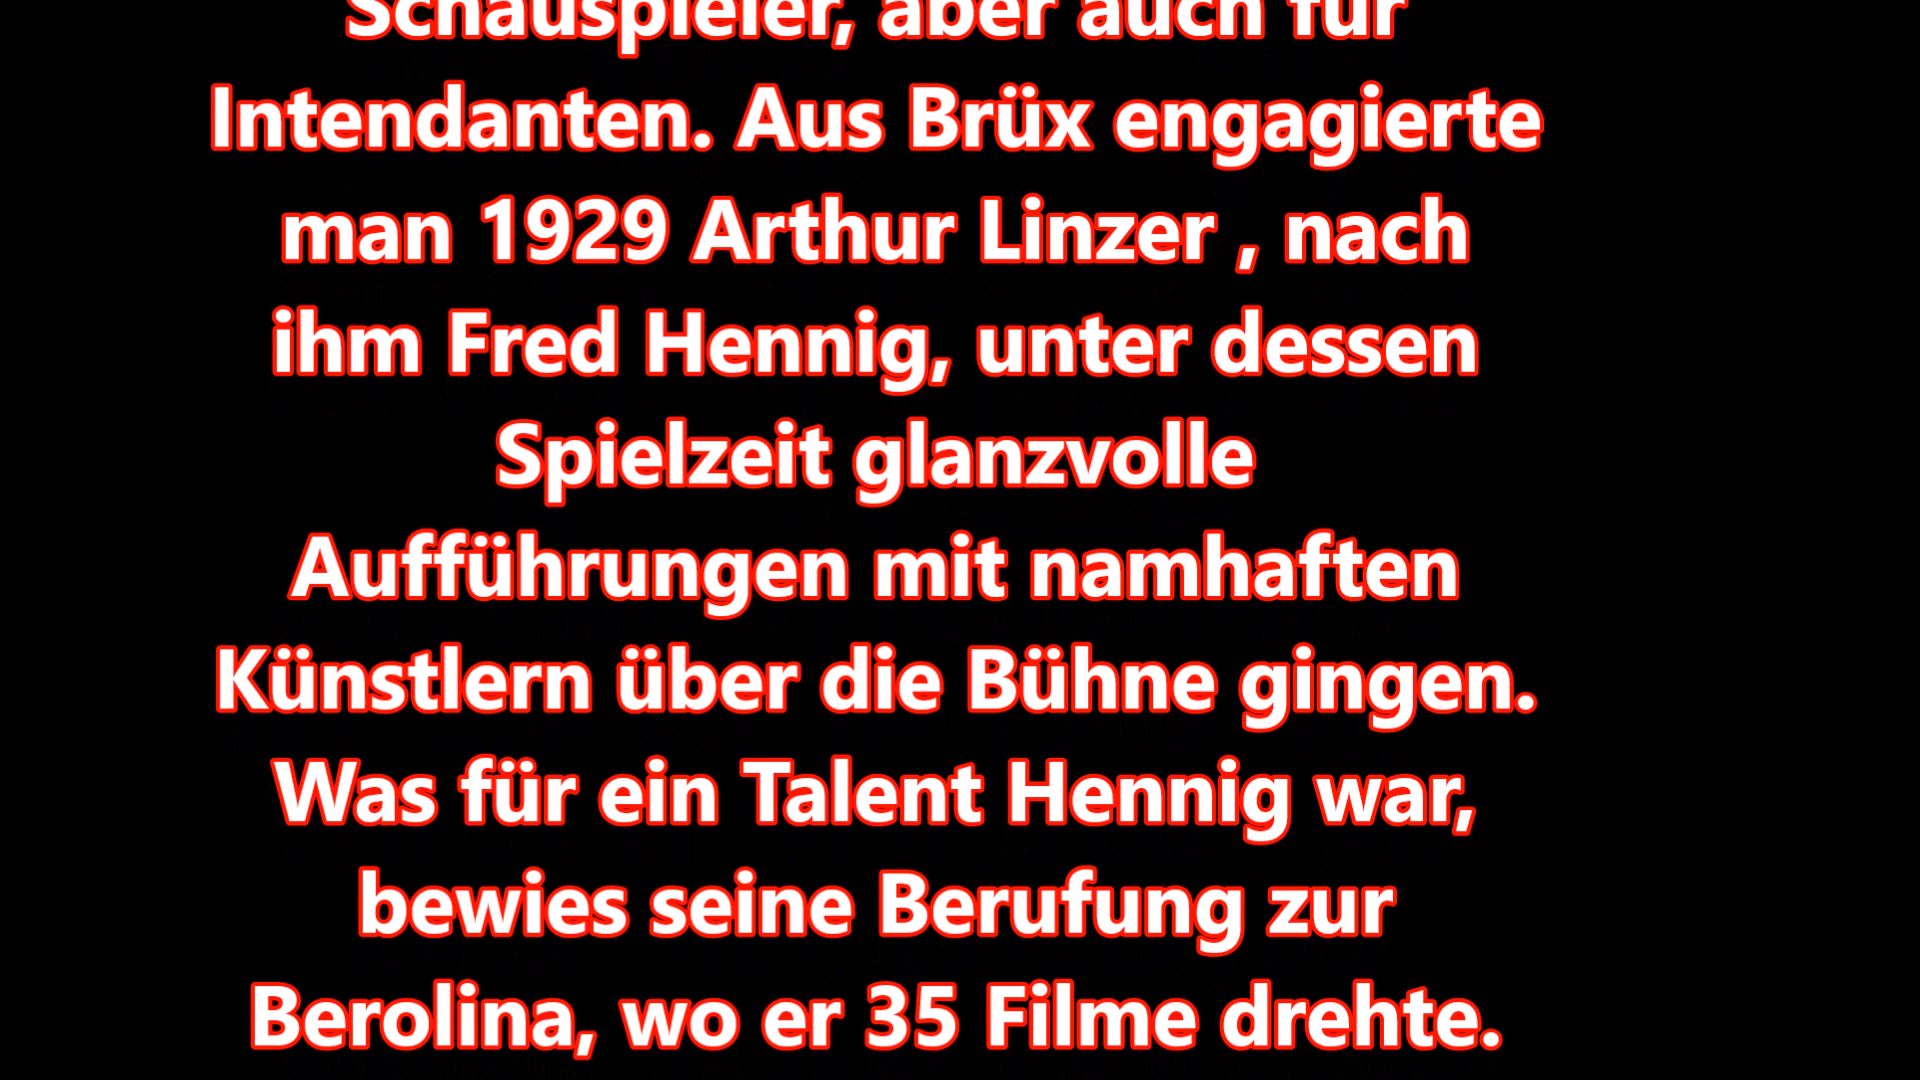 Schauspieler, aber auch für
Intendanten. Aus Brüx engagierte
man 1929 Arthur Linzer , nach
ihm Fred Hennig, unter dessen
Spielzeit glanzvolle
Aufführungen mit namhaften
Künstlern über die Bühne gingen.
Was für ein Talent Hennig war,
bewies seine Berufung zur
Berolina, wo er 35 Filme drehte.